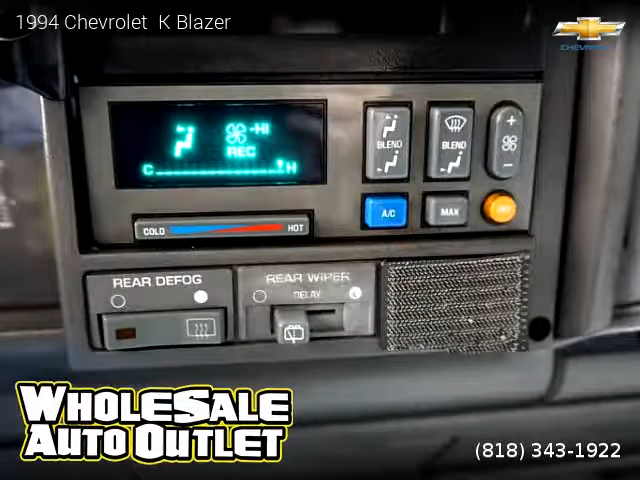 1994 Chevrolet K Blazer
CHEVROLET
-HI
REC
C H
BLEND
BLEND
+
-
A/C
MAX
COLD HOT
REAR DEFOG
REAR WIPER
DELAY
WHOLESALE
AUTO OUTLET
(818) 343-1922